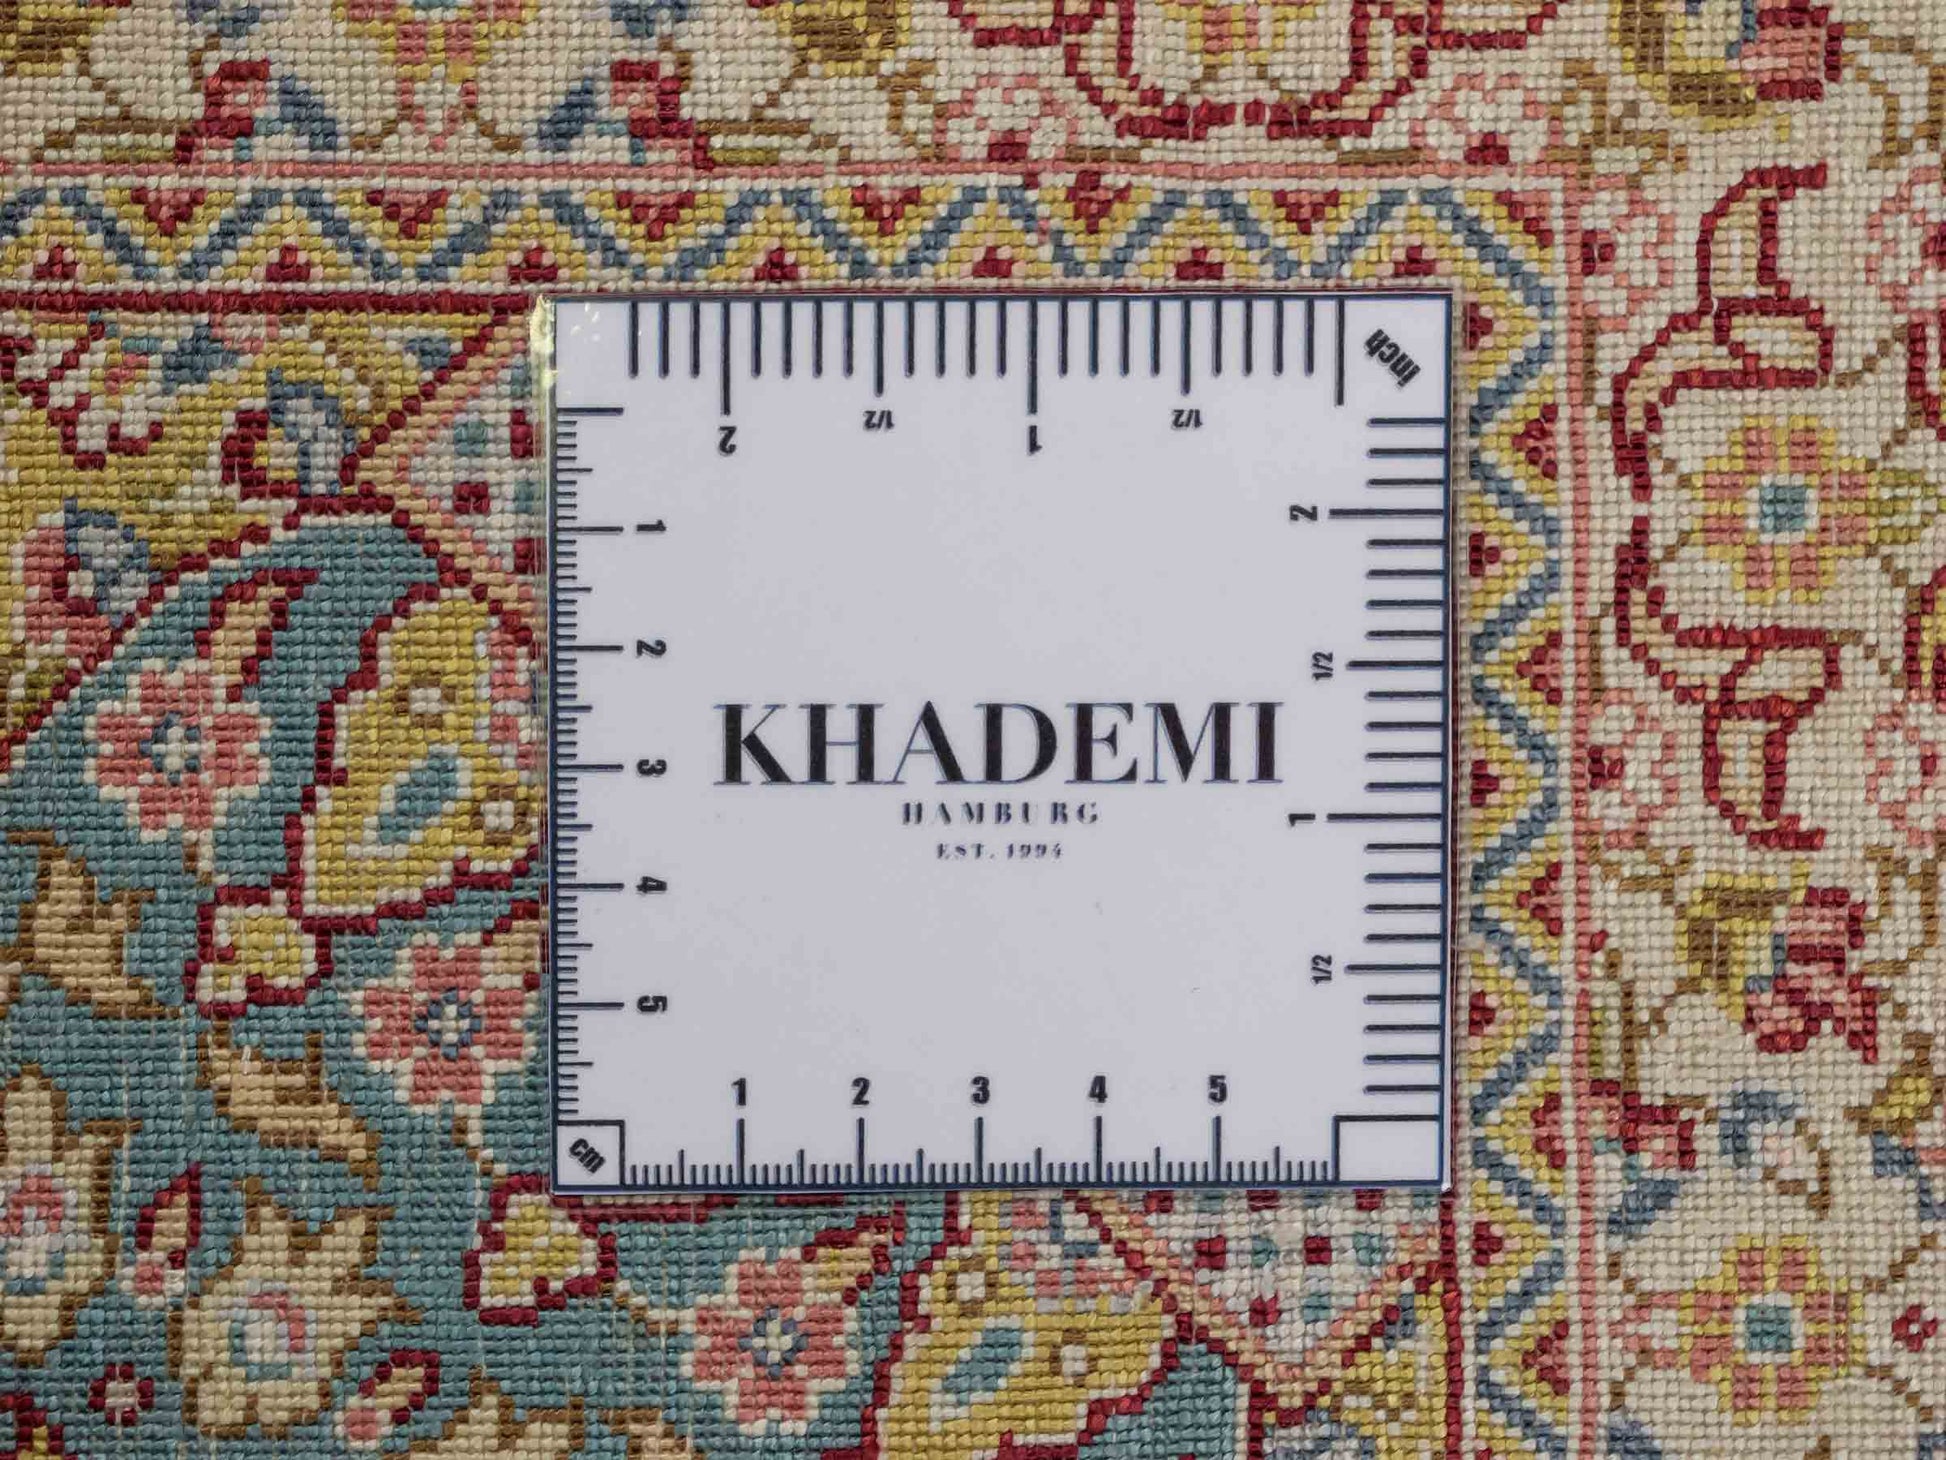 inch
2 1/2 1 1/2
1
2
3
4
5
2
1/2
1
1/2
KHADEMI
HAMBURG
EST. 1994
cm
1 2 3 4 5